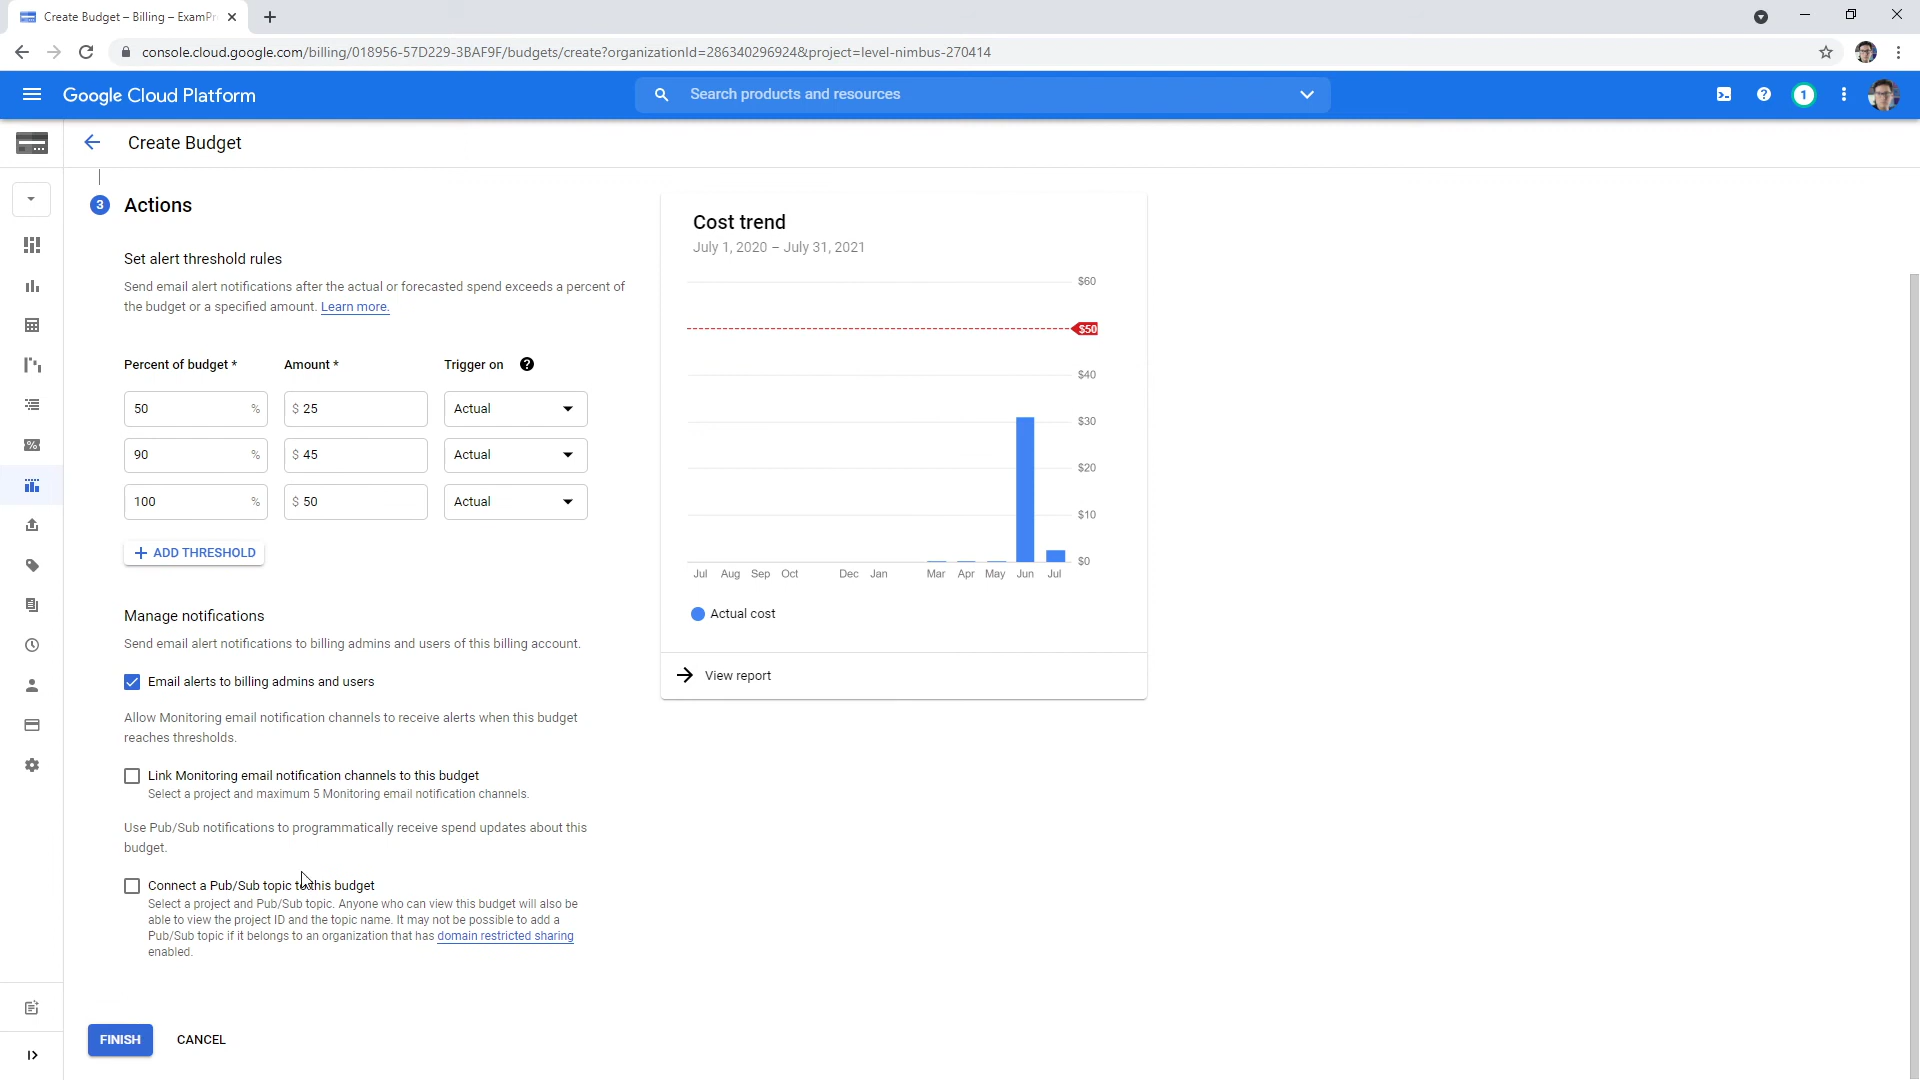 Create Budget – Billing – ExamPr
console.cloud.google.com/billing/018956-57D229-3BAF9F/budgets/create?organizationId=286340296924&project=level-nimbus-270414
Google Cloud Platform
Search products and resources
1
Create Budget
3 Actions
Set alert threshold rules
Send email alert notifications after the actual or forecasted spend exceeds a percent of
the budget or a specified amount. Learn more.
Percent of budget * Amount * Trigger on
50 % $ 25 Actual
90 % $ 45 Actual
100 % $ 50 Actual
+ ADD THRESHOLD
Manage notifications
Send email alert notifications to billing admins and users of this billing account.
Email alerts to billing admins and users
Allow Monitoring email notification channels to receive alerts when this budget
reaches thresholds.
Link Monitoring email notification channels to this budget
Select a project and maximum 5 Monitoring email notification channels.
Use Pub/Sub notifications to programmatically receive spend updates about this
budget.
Connect a Pub/Sub topic to this budget
Select a project and Pub/Sub topic. Anyone who can view this budget will also be
able to view the project ID and the topic name. It may not be possible to add a
Pub/Sub topic if it belongs to an organization that has domain restricted sharing
enabled.
FINISH CANCEL
Cost trend
July 1, 2020 – July 31, 2021
$60
$50
$40
$30
$20
$10
$0
Jul Aug Sep Oct Dec Jan Mar Apr May Jun Jul
Actual cost
View report